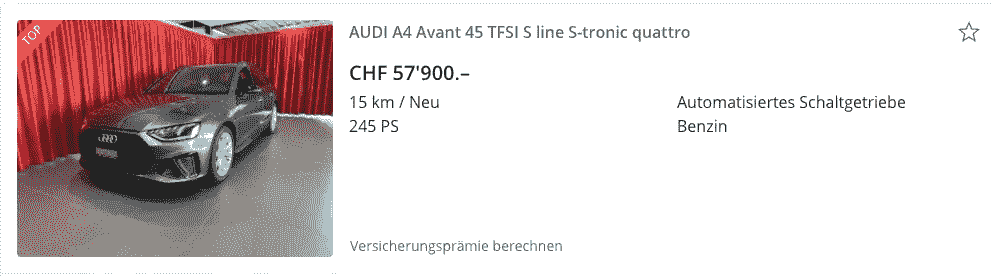 TOP
AUDI A4 Avant 45 TFSI S line S-tronic quattro
CHF 57'900.–
15 km / Neu
Automatisiertes Schaltgetriebe
245 PS
Benzin
Versicherungsprämie berechnen